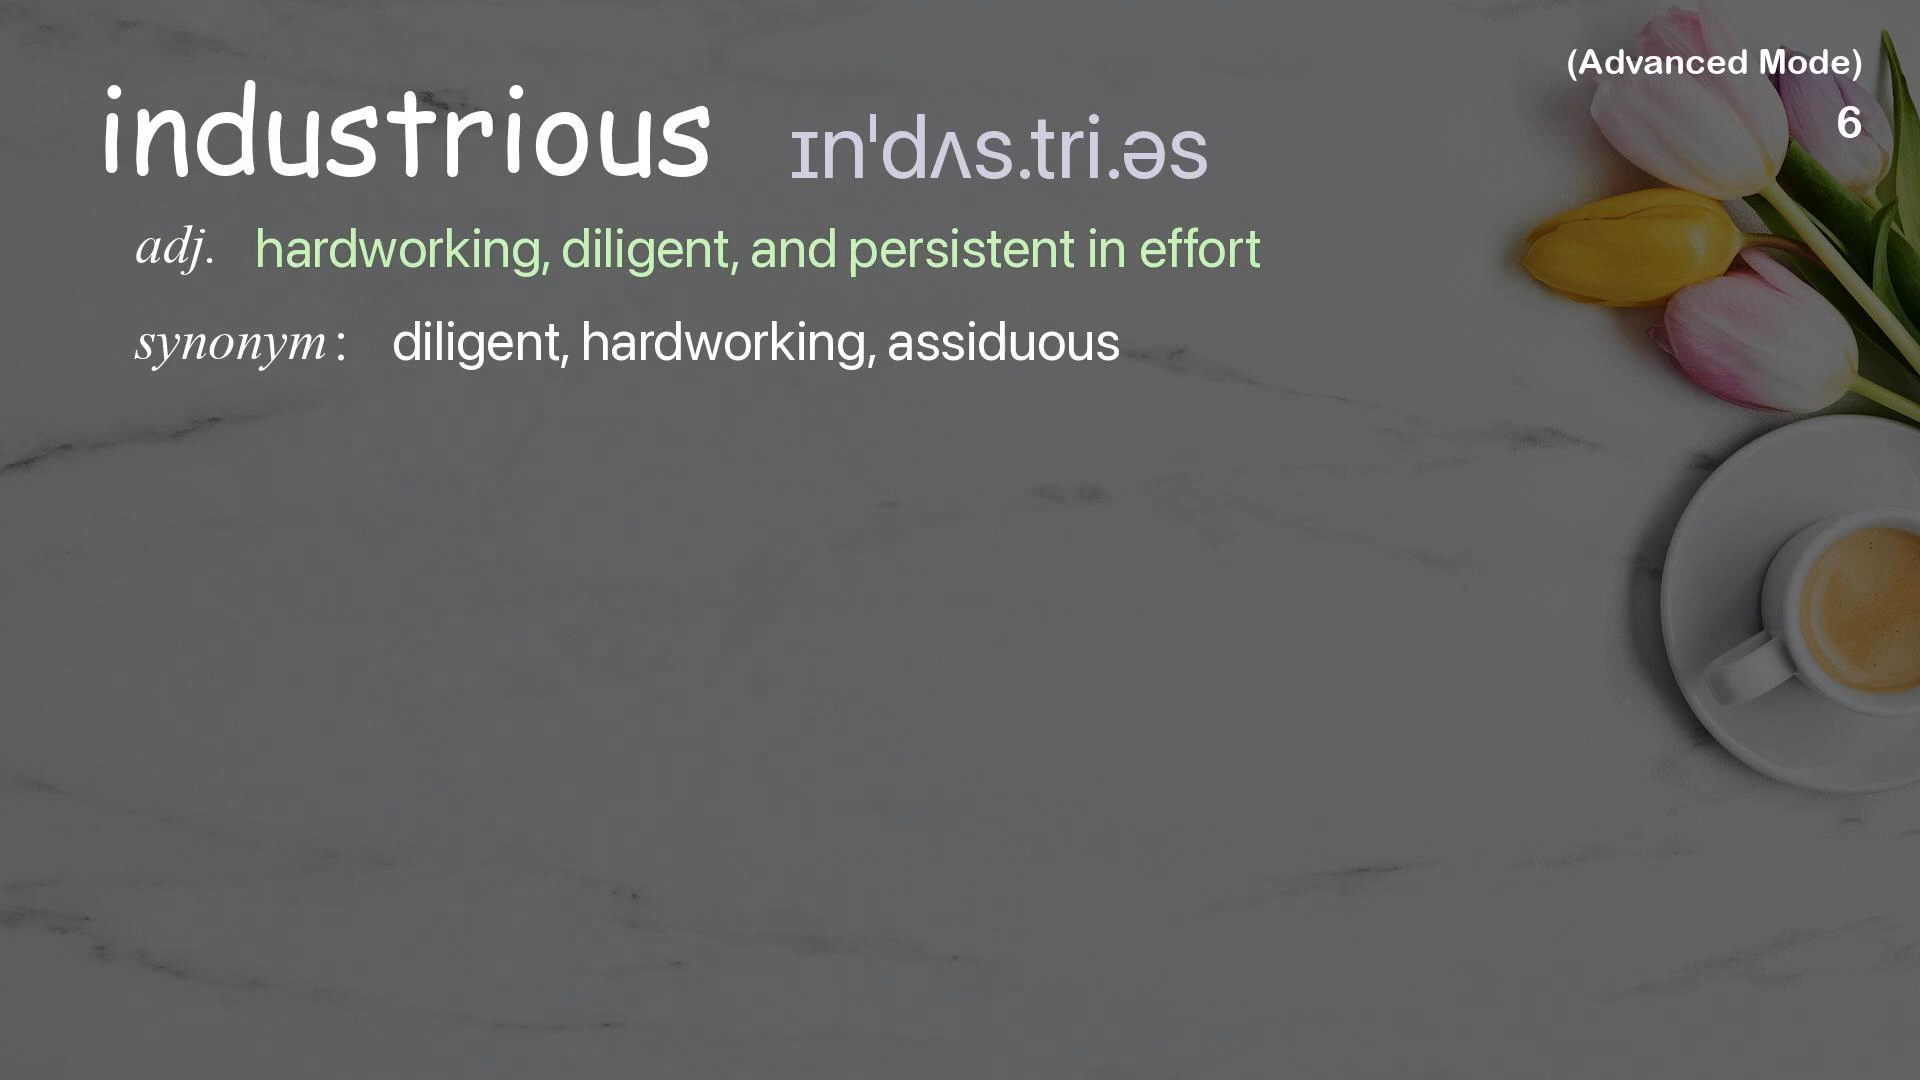 (Advanced Mode)
6
industrious ɪnˈdʌs.tri.əs
adj. hardworking, diligent, and persistent in effort
synonym : diligent, hardworking, assiduous